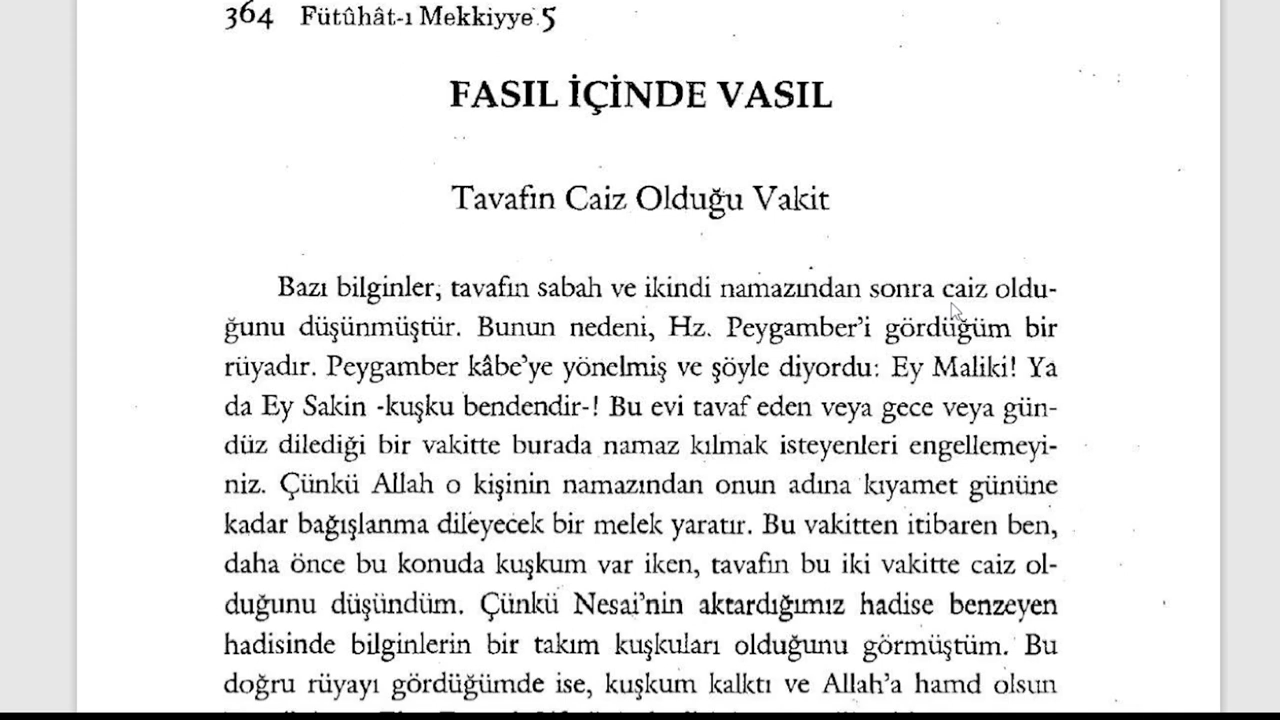 364 Fütûhât-ı Mekkiyye 5
FASIL İÇİNDE VASIL
Tavafın Caiz Olduğu Vakit
Bazı bilginler, tavafın sabah ve ikindi namazından sonra caiz oldu-
ğunu düşünmüştür. Bunun nedeni, Hz. Peygamber'i gördüğüm bir
rüyadır. Peygamber kâbe'ye yönelmiş ve şöyle diyordu: Ey Maliki! Ya
da Ey Sakin -kuşku bendendir-! Bu evi tavaf eden veya gece veya gün-
düz dilediği bir vakitte burada namaz kılmak isteyenleri engellemeyi-
niz. Çünkü Allah o kişinin namazından onun adına kıyamet gününe
kadar bağışlanma dileyecek bir melek yaratır. Bu vakitten itibaren ben,
daha önce bu konuda kuşkum var iken, tavafın bu iki vakitte caiz ol-
duğunu düşündüm. Çünkü Nesai'nin aktardığımız hadise benzeyen
hadisinde bilginlerin bir takım kuşkuları olduğunu görmüştüm. Bu
doğru rüyayı gördüğümde ise, kuşkum kalktı ve Allah'a hamd olsun